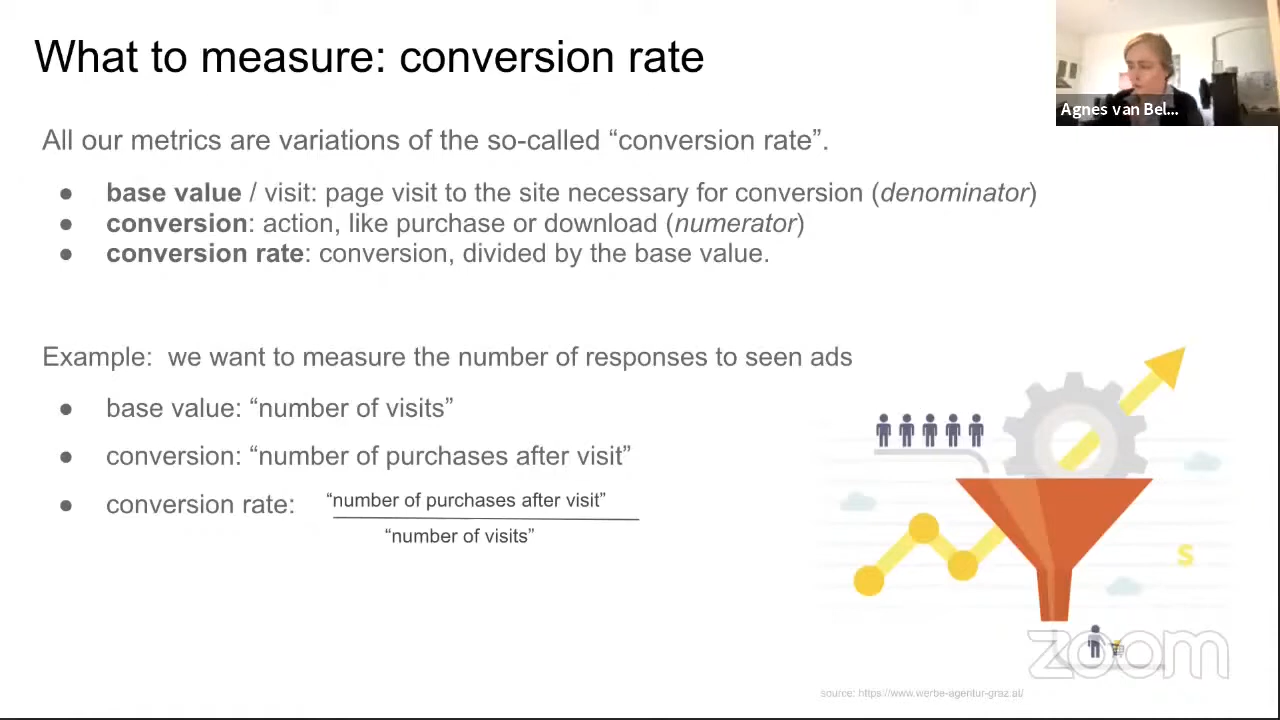 What to measure: conversion rate
Agnes van Bel...
All our metrics are variations of the so-called “conversion rate”.
● base value / visit: page visit to the site necessary for conversion (denominator)
● conversion: action, like purchase or download (numerator)
● conversion rate: conversion, divided by the base value.
Example: we want to measure the number of responses to seen ads
● base value: “number of visits”
● conversion: “number of purchases after visit”
● conversion rate: “number of purchases after visit”
“number of visits”
S
zoom
source: https://www.werbe-agentur-graz.at/